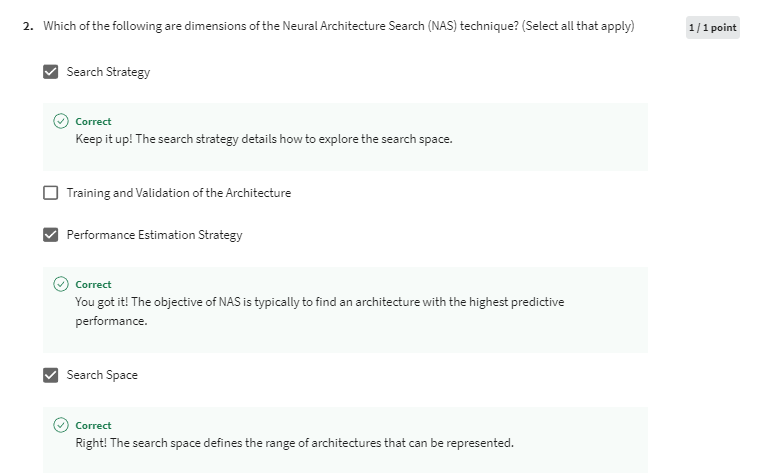 2. Which of the following are dimensions of the Neural Architecture Search (NAS) technique? (Select all that apply)
1 / 1 point
Search Strategy
Correct
Keep it up! The search strategy details how to explore the search space.
Training and Validation of the Architecture
Performance Estimation Strategy
Correct
You got it! The objective of NAS is typically to find an architecture with the highest predictive
performance.
Search Space
Correct
Right! The search space defines the range of architectures that can be represented.